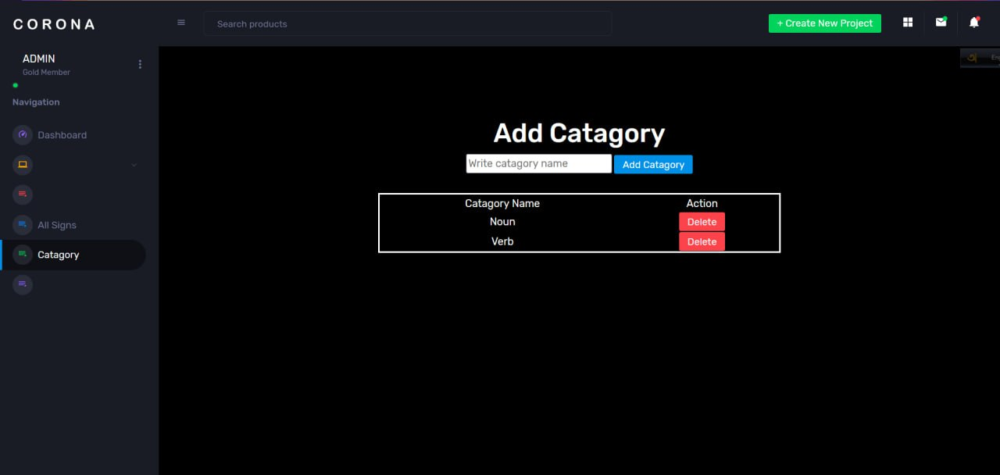 CORONA
Search products
+ Create New Project
ADMIN
Gold Member
Navigation
Dashboard
All Signs
Catagory
অ
Add Catagory
Write catagory name
Add Catagory
Catagory Name Action
Noun Delete
Verb Delete